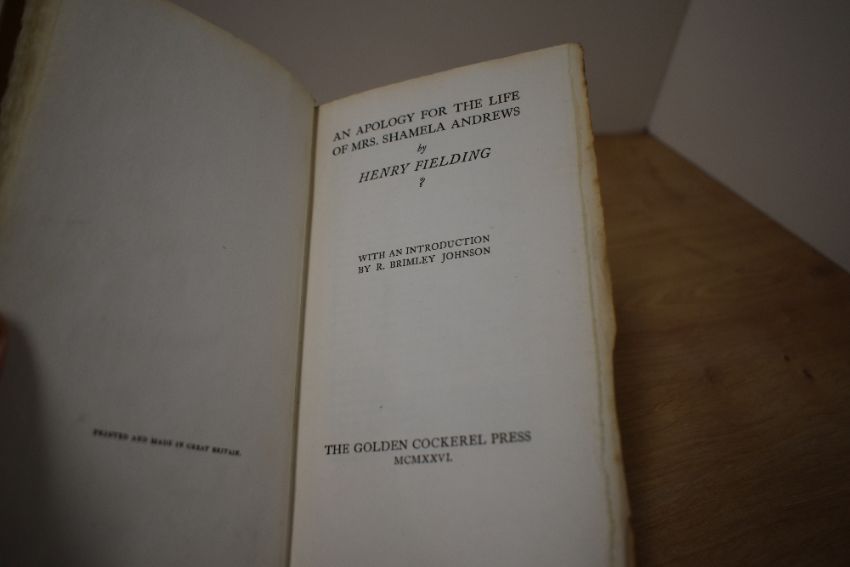 PRINTED AND MADE IN GREAT BRITAIN.
AN APOLOGY FOR THE LIFE
OF MRS. SHAMELA ANDREWS
by
HENRY FIELDING
?
WITH AN INTRODUCTION
BY R. BRIMLEY JOHNSON
THE GOLDEN COCKEREL PRESS
MCMXXVI.